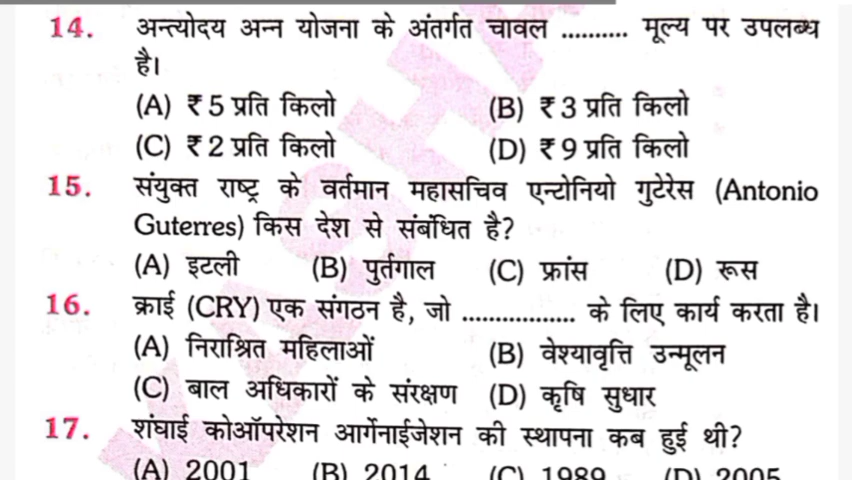 14. अन्त्योदय अन्न योजना के अंतर्गत चावल .......... मूल्य पर उपलब्ध
है।
(A) ₹ 5 प्रति किलो (B) ₹ 3 प्रति किलो
(C) ₹ 2 प्रति किलो (D) ₹ 9 प्रति किलो
15. संयुक्त राष्ट्र के वर्तमान महासचिव एन्टोनियो गुटेरेस (Antonio
Guterres) किस देश से संबंधित है?
(A) इटली (B) पुर्तगाल (C) फ्रांस (D) रूस
16. क्राई (CRY) एक संगठन है, जो .................. के लिए कार्य करता है।
(A) निराश्रित महिलाओं (B) वेश्यावृत्ति उन्मूलन
(C) बाल अधिकारों के संरक्षण (D) कृषि सुधार
17. शंघाई कोऑपरेशन आर्गेनाईजेशन की स्थापना कब हुई थी?
(A) 2001 (B) 2014 (C) 1989 (D) 2005